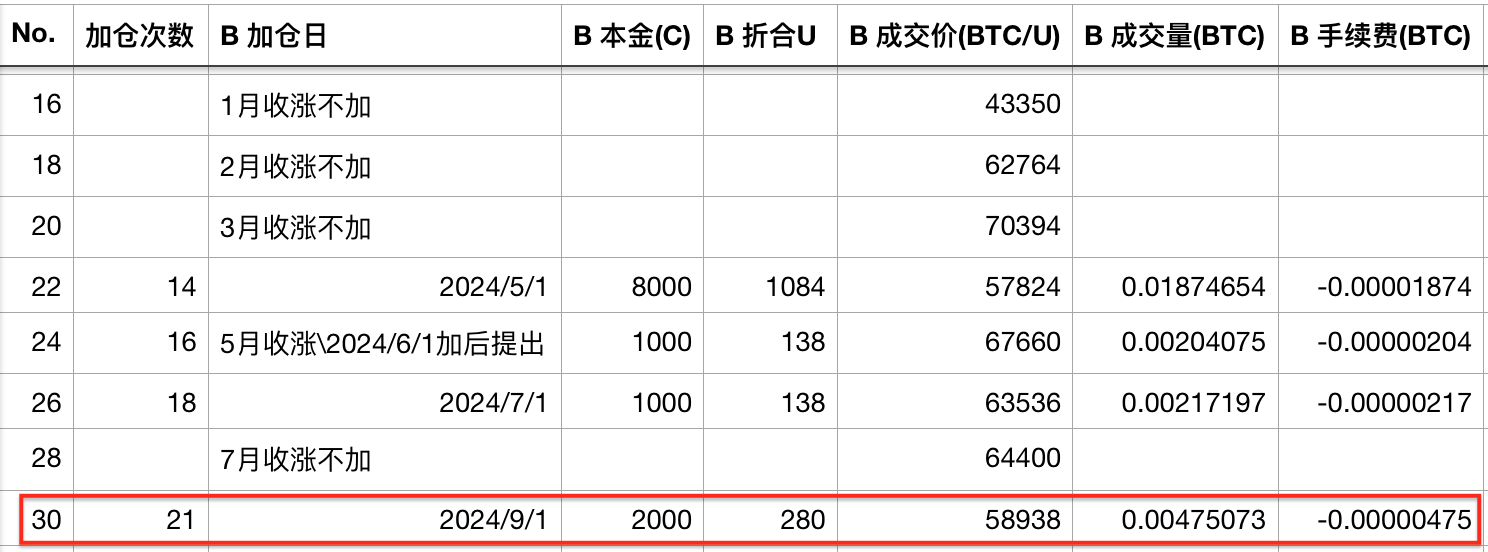 No. 加仓次数 B 加仓日 B 本金(C) B 折合U B 成交价(BTC/U) B 成交量(BTC) B 手续费(BTC)
16 1月收涨不加 43350
18 2月收涨不加 62764
20 3月收涨不加 70394
22 14 2024/5/1 8000 1084 57824 0.01874654 -0.00001874
24 16 5月收涨\2024/6/1加后提出 1000 138 67660 0.00204075 -0.00000204
26 18 2024/7/1 1000 138 63536 0.00217197 -0.00000217
28 7月收涨不加 64400
30 21 2024/9/1 2000 280 58938 0.00475073 -0.00000475